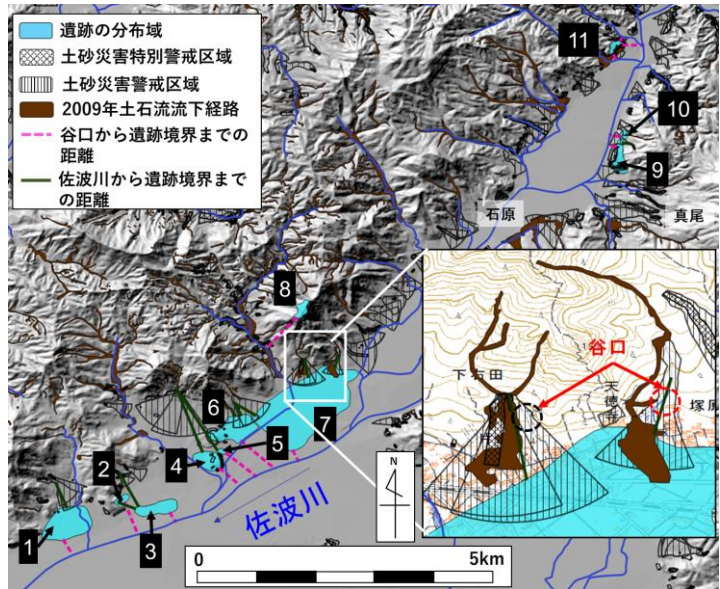 遺跡の分布域
土砂災害特別警戒区域
土砂災害警戒区域
2009年土石流流下経路
谷口から遺跡境界までの
距離
佐波川から遺跡境界まで
の距離
11
10
9
石原
真尾
8
谷口
下右田
天徳寺
塚原
6
7
5
4
2
1
3
佐波川
N
0
5km